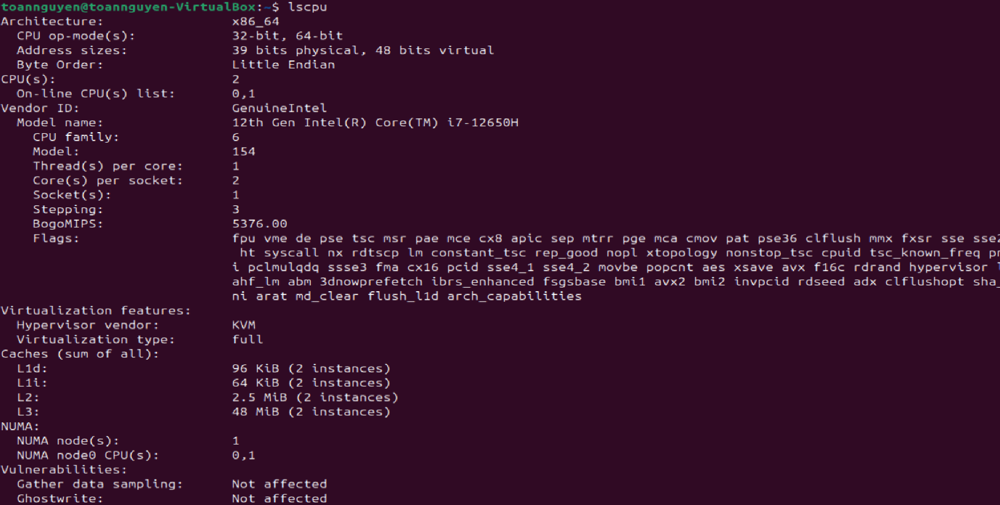 toannguyen@toannguyen-VirtualBox:~$ lscpu
Architecture: x86_64
CPU op-mode(s): 32-bit, 64-bit
Address sizes: 39 bits physical, 48 bits virtual
Byte Order: Little Endian
CPU(s): 2
On-line CPU(s) list: 0,1
Vendor ID: GenuineIntel
Model name: 12th Gen Intel(R) Core(TM) i7-12650H
CPU family: 6
Model: 154
Thread(s) per core: 1
Core(s) per socket: 2
Socket(s): 1
Stepping: 3
BogoMIPS: 5376.00
Flags: fpu vme de pse tsc msr pae mce cx8 apic sep mtrr pge mca cmov pat pse36 clflush mmx fxsr sse sse2
ht syscall nx rdtscp lm constant_tsc rep_good nopl xtopology nonstop_tsc cpuid tsc_known_freq
i pclmulqdq ssse3 fma cx16 pcid sse4_1 sse4_2 movbe popcnt aes xsave avx f16c rdrand hypervisor
ahf_lm abm 3dnowprefetch ibrs_enhanced fsgsbase bmi1 avx2 bmi2 invpcid rdseed adx clflushopt sha_
ni arat md_clear flush_l1d arch_capabilities
Virtualization features:
Hypervisor vendor: KVM
Virtualization type: full
Caches (sum of all):
L1d: 96 KiB (2 instances)
L1i: 64 KiB (2 instances)
L2: 2.5 MiB (2 instances)
L3: 48 MiB (2 instances)
NUMA:
NUMA node(s): 1
NUMA node0 CPU(s): 0,1
Vulnerabilities:
Gather data sampling: Not affected
Ghostwrite: Not affected